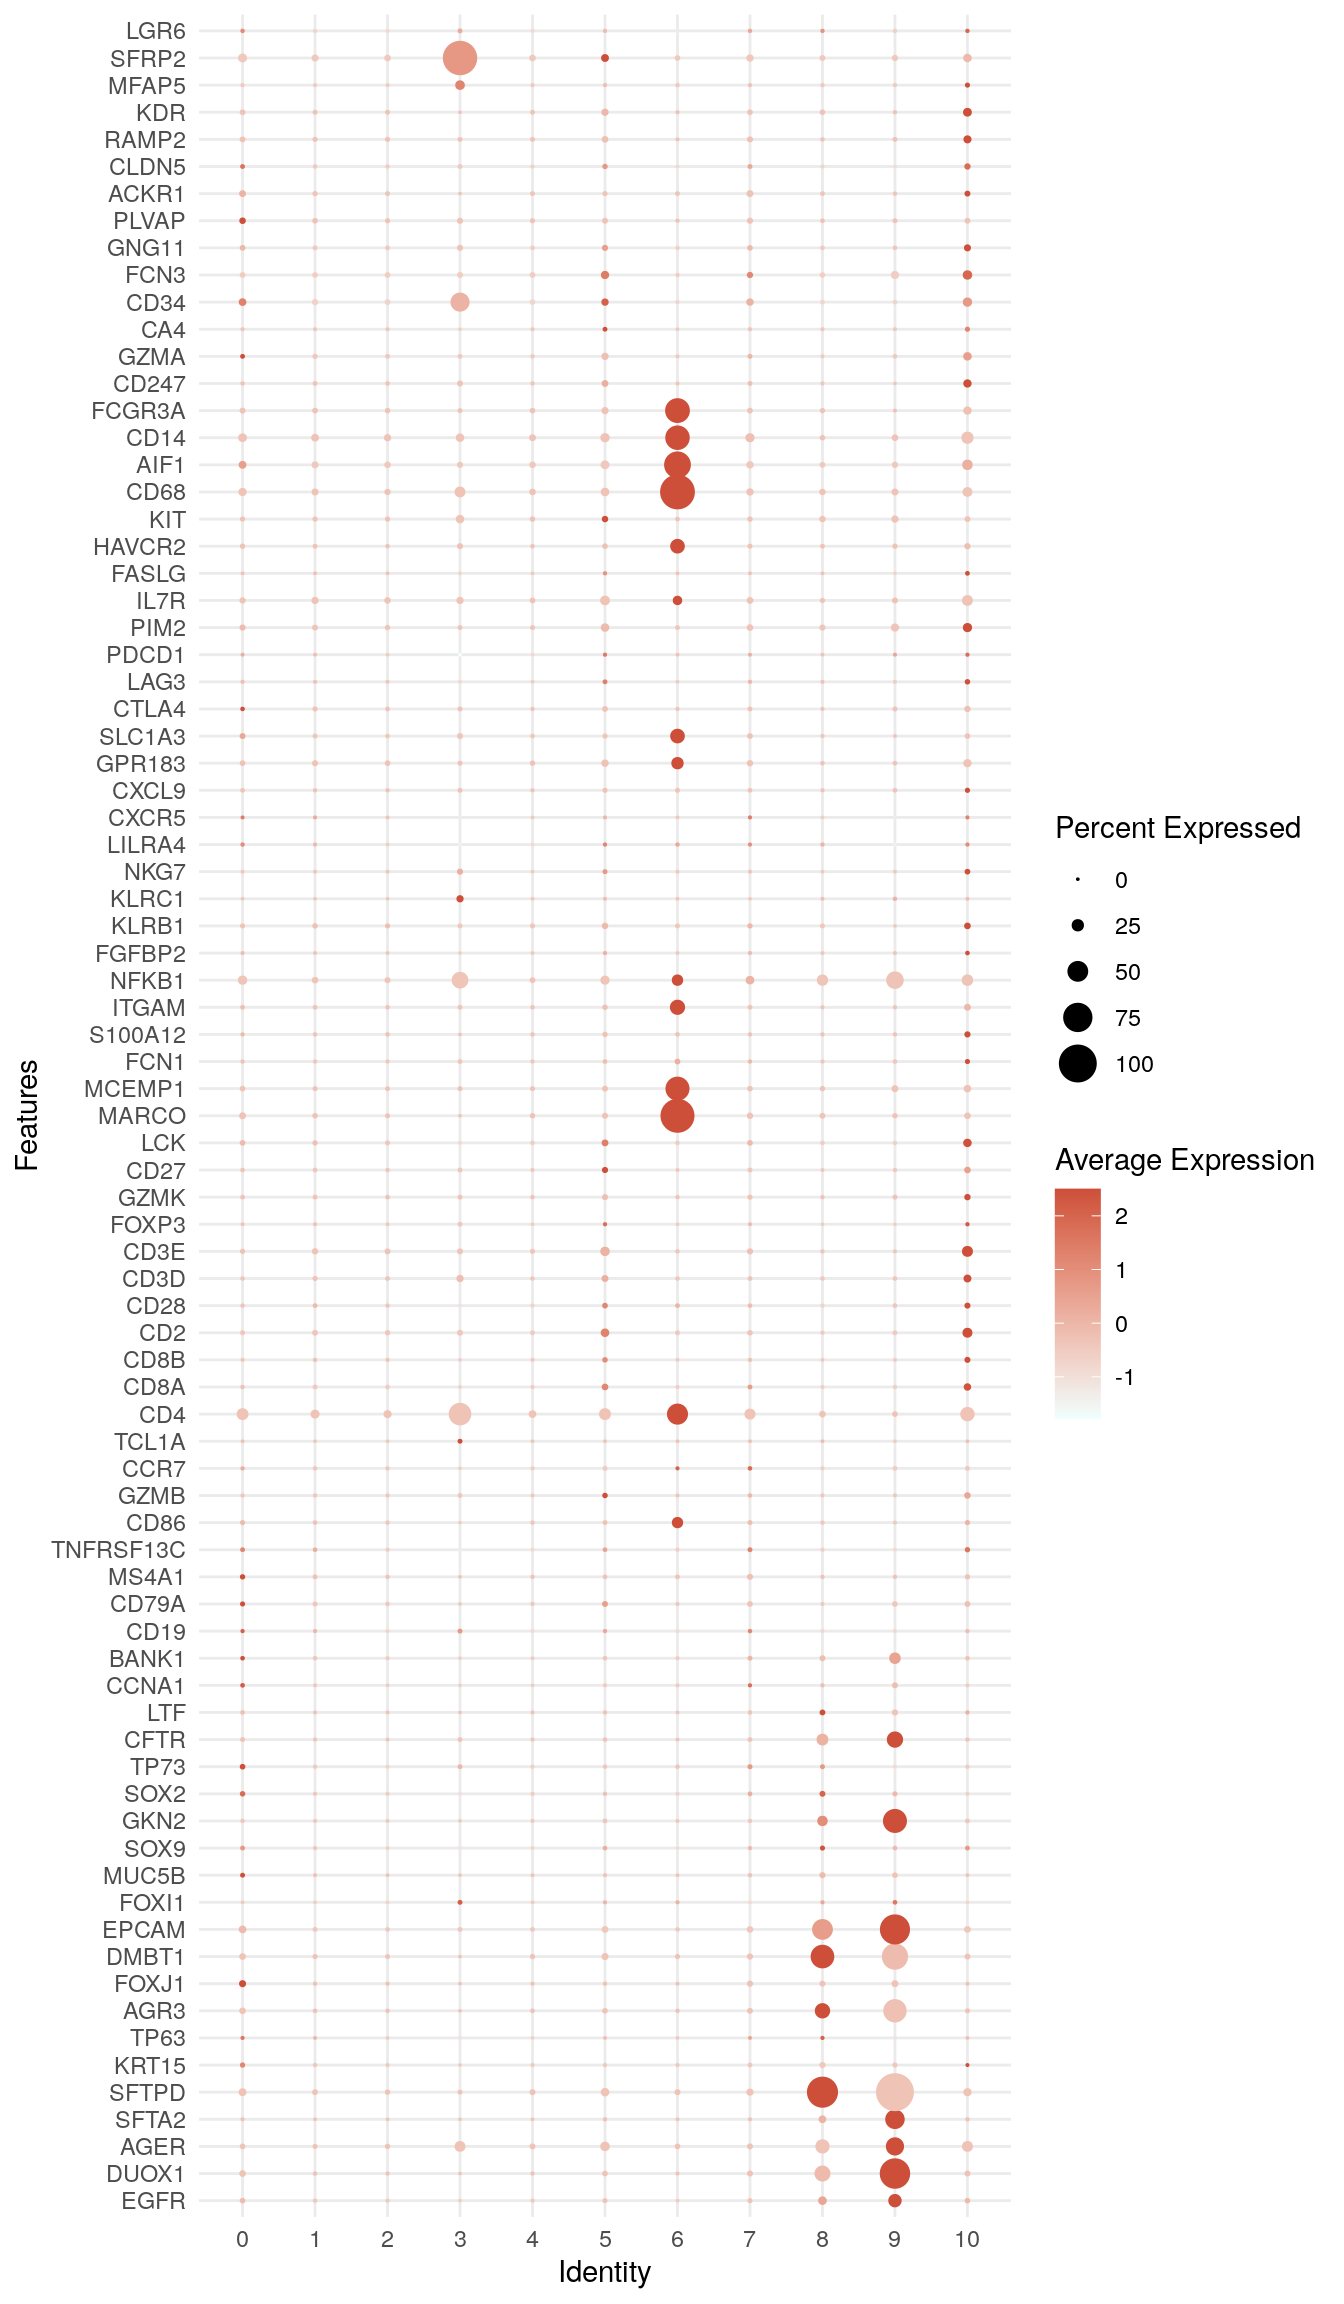 LGR6
SFRP2
MFAP5
KDR
RAMP2
CLDN5
ACKR1
PLVAP
GNG11
FCN3
CD34
CA4
GZMA
CD247
FCGR3A
CD14
AIF1
CD68
KIT
HAVCR2
FASLG
IL7R
PIM2
PDCD1
LAG3
CTLA4
SLC1A3
GPR183
CXCL9
CXCR5
LILRA4
NKG7
KLRC1
KLRB1
FGFBP2
NFKB1
ITGAM
S100A12
FCN1
MCEMP1
MARCO
LCK
CD27
GZMK
FOXP3
CD3E
CD3D
CD28
CD2
CD8B
CD8A
CD4
TCL1A
CCR7
GZMB
CD86
TNFRSF13C
MS4A1
CD79A
CD19
BANK1
CCNA1
LTF
CFTR
TP73
SOX2
GKN2
SOX9
MUC5B
FOXI1
EPCAM
DMBT1
FOXJ1
AGR3
TP63
KRT15
SFTPD
SFTA2
AGER
DUOX1
EGFR
Features
0 1 2 3 4 5 6 7 8 9 10
Identity
Percent Expressed
0
25
50
75
100
Average Expression
2
1
0
-1